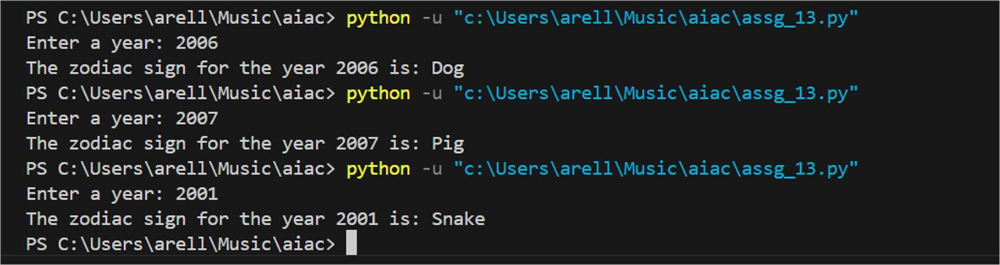 PS C:\Users\arell\Music\aiac> python -u "c:\Users\arell\Music\aiac\assg_13.py"
Enter a year: 2006
The zodiac sign for the year 2006 is: Dog
PS C:\Users\arell\Music\aiac> python -u "c:\Users\arell\Music\aiac\assg_13.py"
Enter a year: 2007
The zodiac sign for the year 2007 is: Pig
PS C:\Users\arell\Music\aiac> python -u "c:\Users\arell\Music\aiac\assg_13.py"
Enter a year: 2001
The zodiac sign for the year 2001 is: Snake
PS C:\Users\arell\Music\aiac>